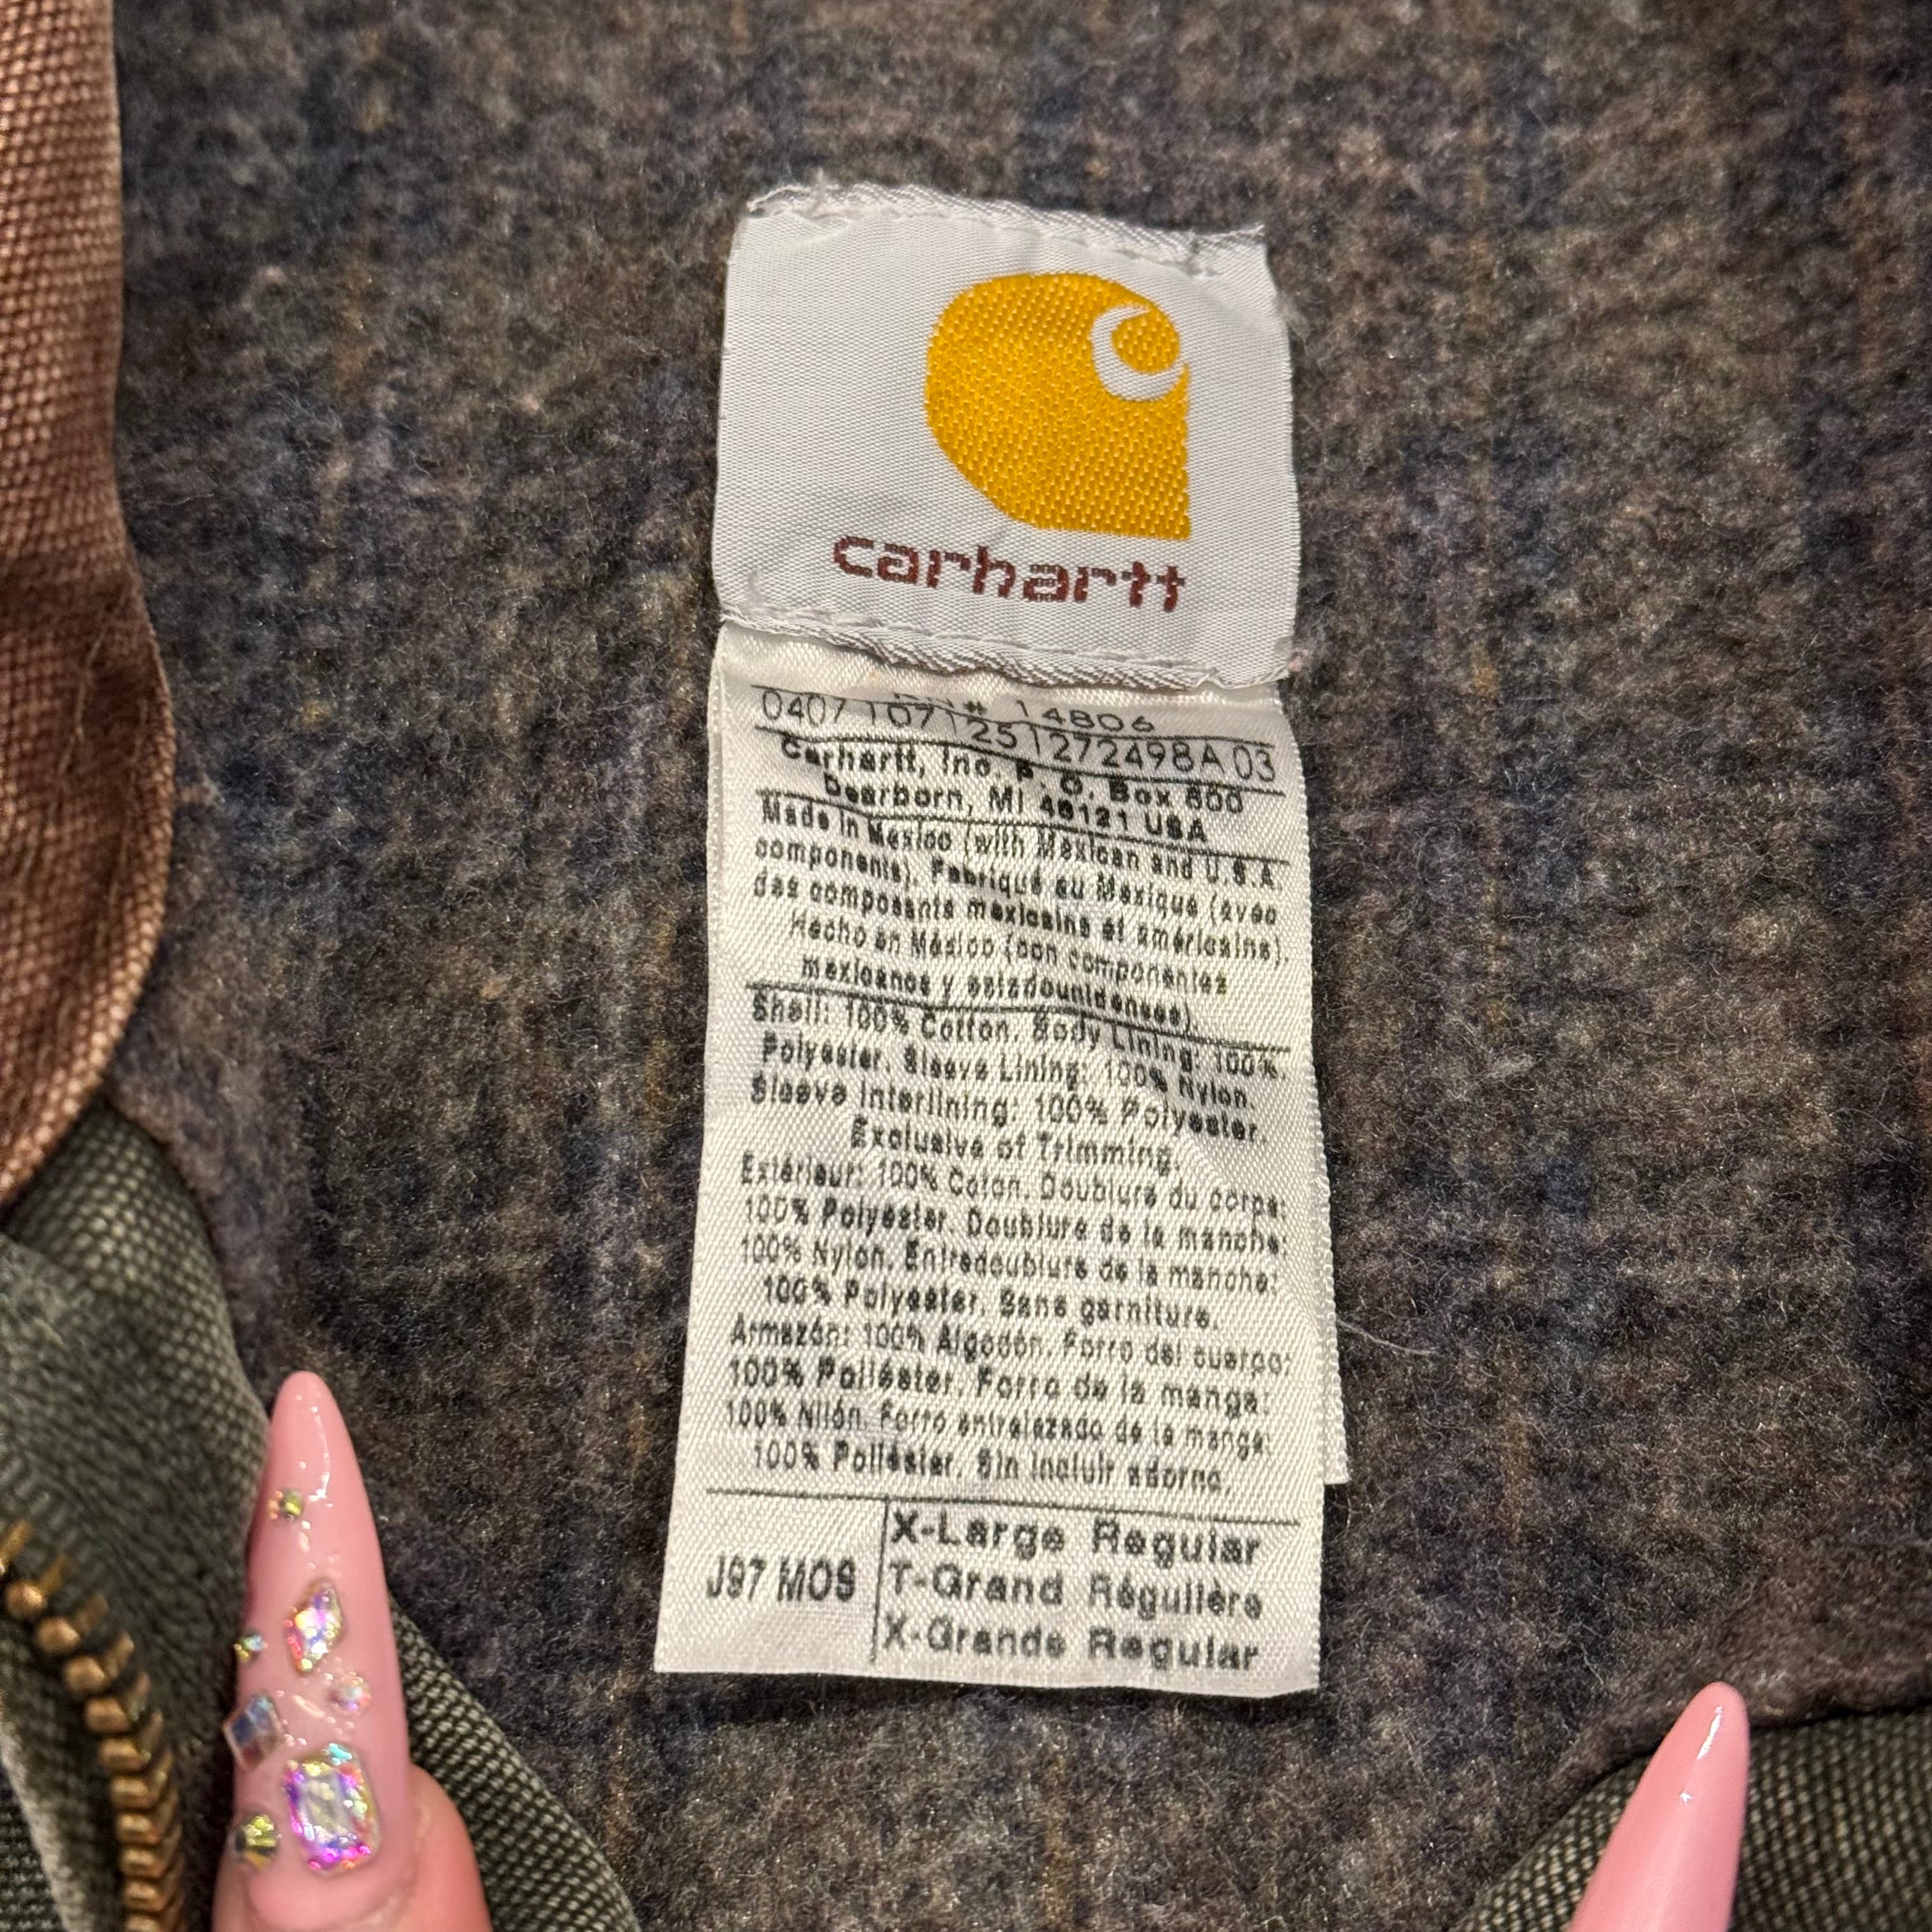 carhartt
RN# 14806
0407107125 1272498A 03
Carhartt, Inc. P. O. Box 600
Dearborn, MI 48121 USA
Made in Mexico (with Mexican and U.S.A.
components). Fabriqué au Mexique (avec
des composants mexicains et américains).
Hecho en México (con componentes
mexicanos y estadounidenses).
Shell: 100% Cotton. Body Lining: 100%
Polyester. Sleeve Lining: 100% Nylon.
Sleeve Interlining: 100% Polyester.
Exclusive of Trimming.
Extérieur: 100% Coton. Doublure du corps:
100% Polyester. Doublure de la manche
100% Nylon. Entredoublure de la manche:
100% Polyester. Sans garniture.
Armazón: 100% Algodón. Forro del cuerpo:
100% Poliéster. Forro de la manga:
100% Nilón. Forro entrelazado de la manga:
100% Poliéster. Sin incluir adorno.
J97 MOS
X-Large Regular
T-Grand Régulière
X-Grande Regular